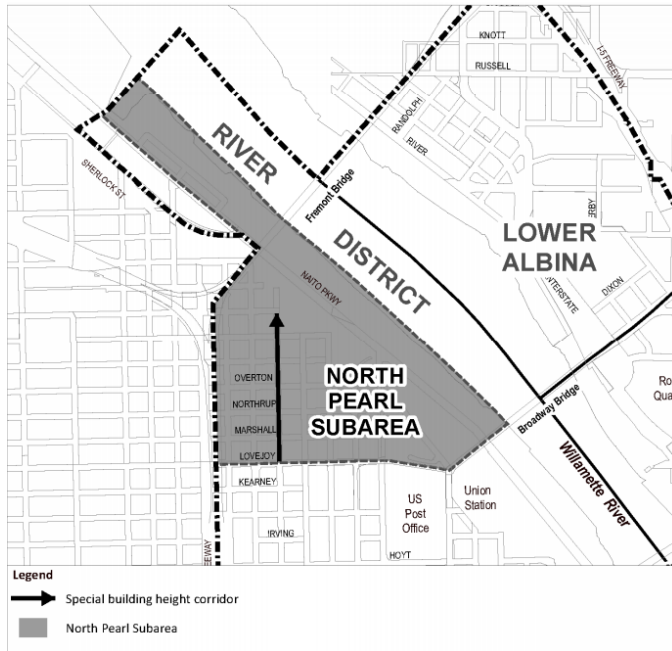 KNOTT
RUSSELL
I-5 FREEWAY
RANDOLPH
RIVER
RIVER
DISTRICT
SHERLOCK ST.
Fremont Bridge
LOWER
ALBINA
DIXON
NAITO PKWY
OVERTON
NORTHRUP
MARSHALL
LOVEJOY
KEARNEY
IRVING
HOYT
NORTH
PEARL
SUBAREA
Broadway Bridge
Willamette River
US
Post
Office
Union
Station
Legend
Special building height corridor
North Pearl Subarea